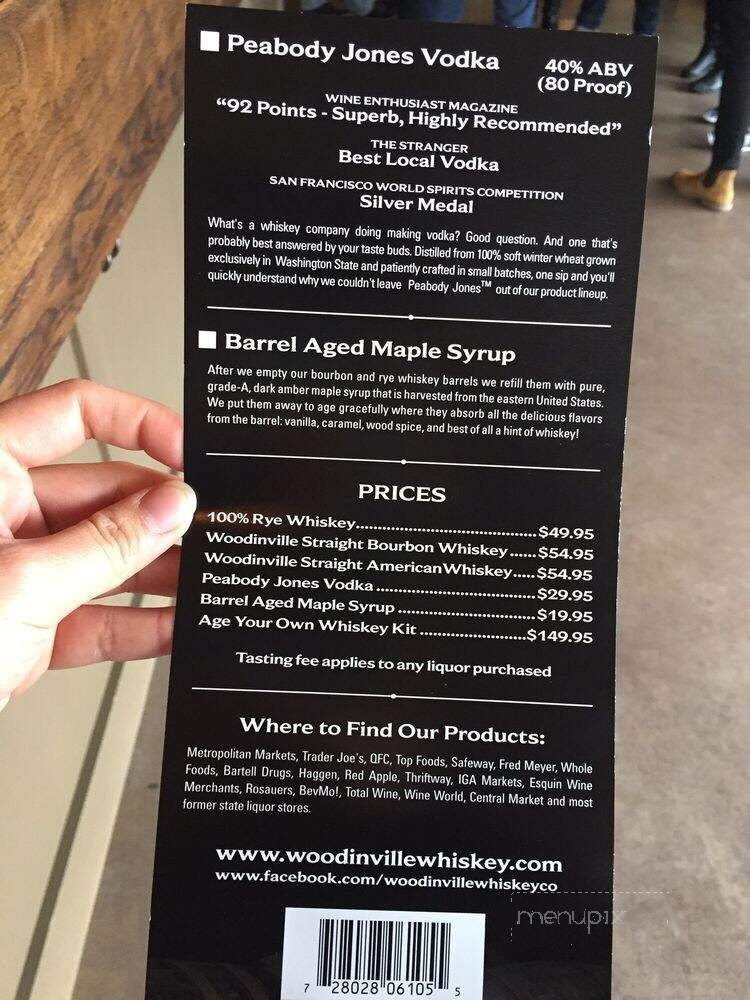 Peabody Jones Vodka 40% ABV
(80 Proof)
WINE ENTHUSIAST MAGAZINE
“92 Points - Superb, Highly Recommended”
THE STRANGER
Best Local Vodka
SAN FRANCISCO WORLD SPIRITS COMPETITION
Silver Medal
What's a whiskey company doing making vodka? Good question. And one that's
probably best answered by your taste buds. Distilled from 100% soft winter wheat grown
exclusively in Washington State and patiently crafted in small batches, one sip and you'll
quickly understand why we couldn't leave Peabody Jones™ out of our product lineup.
Barrel Aged Maple Syrup
After we empty our bourbon and rye whiskey barrels we refill them with pure,
grade-A, dark amber maple syrup that is harvested from the eastern United States.
We put them away to age gracefully where they absorb all the delicious flavors
from the barrel: vanilla, caramel, wood spice, and best of all a hint of whiskey!
PRICES
100% Rye Whiskey........................................$49.95
Woodinville Straight Bourbon Whiskey......$54.95
Woodinville Straight American Whiskey.....$54.95
Peabody Jones Vodka...................................$29.95
Barrel Aged Maple Syrup..............................$19.95
Age Your Own Whiskey Kit.......................$149.95
Tasting fee applies to any liquor purchased
Where to Find Our Products:
Metropolitan Markets, Trader Joe's, QFC, Top Foods, Safeway, Fred Meyer, Whole
Foods, Bartell Drugs, Haggen, Red Apple, Thriftway, IGA Markets, Esquin Wine
Merchants, Rosauers, BevMo!, Total Wine, Wine World, Central Market and most
former state liquor stores.
www.woodinvillewhiskey.com
www.facebook.com/woodinvillewhiskeyco
menupix
7 28028 06105 5